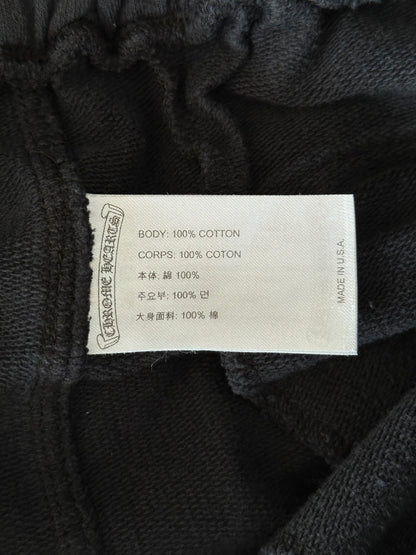 CHROME HEARTS
BODY: 100% COTTON
CORPS: 100% COTON
本体: 綿 100%
주요부: 100% 면
大身面料: 100% 棉
MADE IN U.S.A.